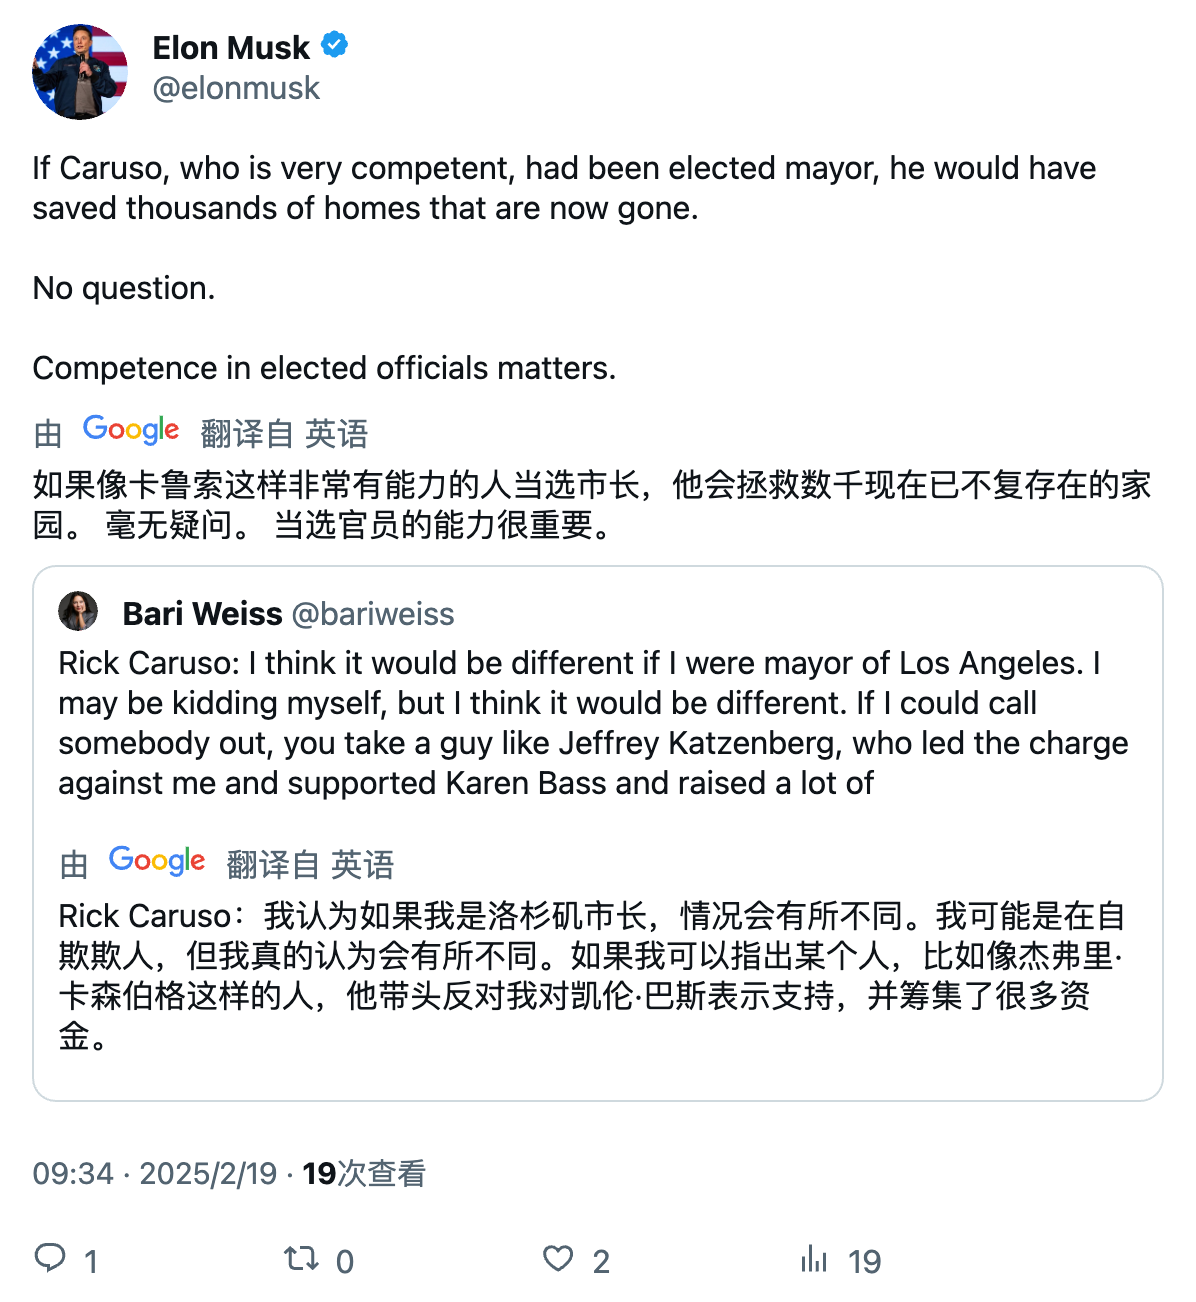 Elon Musk
@elonmusk
If Caruso, who is very competent, had been elected mayor, he would have
saved thousands of homes that are now gone.
No question.
Competence in elected officials matters.
由 Google 翻译自 英语
如果像卡鲁索这样非常有能力的人当选市长，他会拯救数千现在已不复存在的家
园。 毫无疑问。 当选官员的能力很重要。
Bari Weiss @bariweiss
Rick Caruso: I think it would be different if I were mayor of Los Angeles. I
may be kidding myself, but I think it would be different. If I could call
somebody out, you take a guy like Jeffrey Katzenberg, who led the charge
against me and supported Karen Bass and raised a lot of
由 Google 翻译自 英语
Rick Caruso：我认为如果我是洛杉矶市长，情况会有所不同。我可能是在自
欺欺人，但我真的认为会有所不同。如果我可以指出某个人，比如像杰弗里·
卡森伯格这样的人，他带头反对我对凯伦·巴斯表示支持，并筹集了很多资
金。
09:34 · 2025/2/19 · 19次查看
1 0 2 19